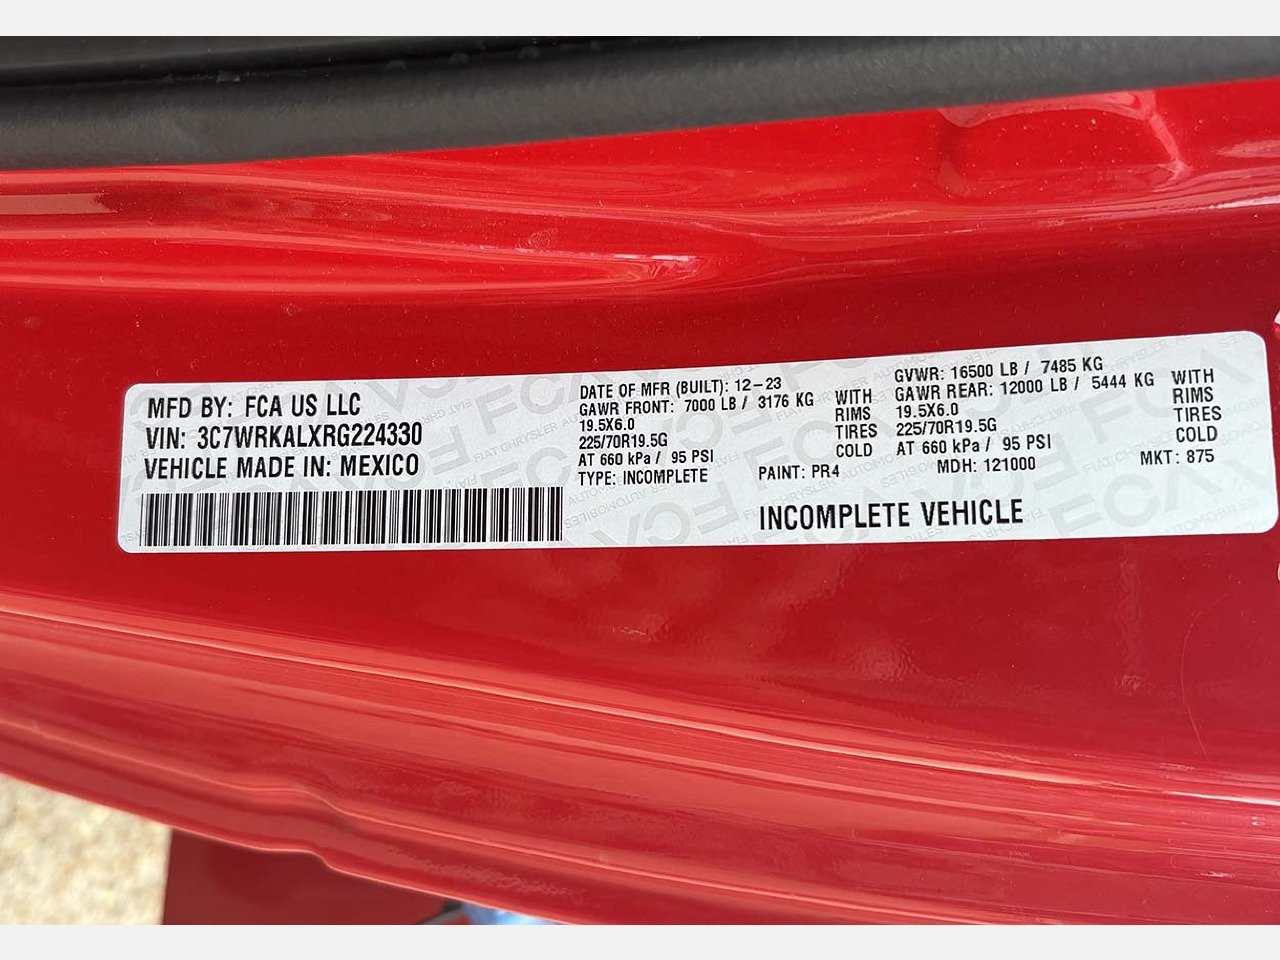 MFD BY: FCA US LLC
VIN: 3C7WRKALXRG224330
VEHICLE MADE IN: MEXICO
DATE OF MFR (BUILT): 12-23
GAWR FRONT: 7000 LB / 3176 KG WITH
19.5X6.0 RIMS
225/70R19.5G TIRES
AT 660 kPa / 95 PSI COLD
TYPE: INCOMPLETE
PAINT: PR4
GVWR: 16500 LB / 7485 KG
GAWR REAR: 12000 LB / 5444 KG WITH
19.5X6.0 RIMS
225/70R19.5G TIRES
AT 660 kPa / 95 PSI COLD
MDH: 121000
MKT: 875
INCOMPLETE VEHICLE